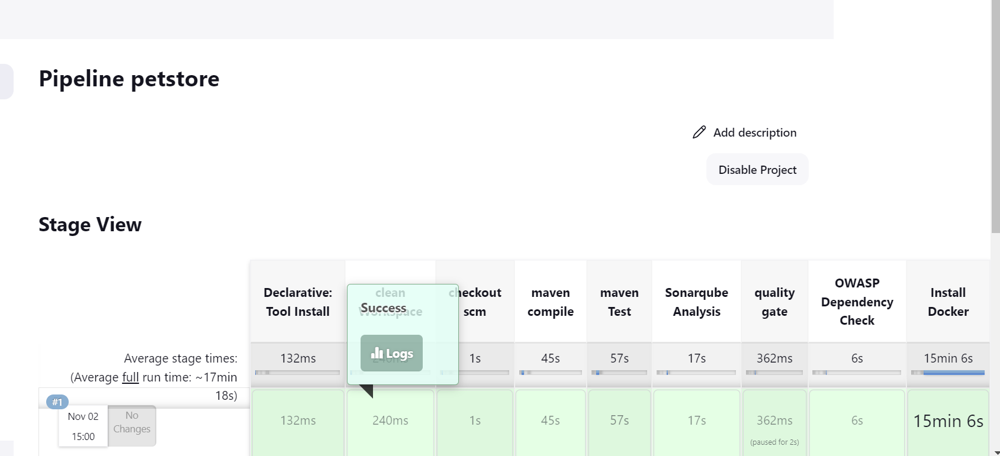 Pipeline petstore
Add description
Disable Project
Stage View
Declarative:
Tool Install
clean
Workspace
checkout
scm
maven
compile
maven
Test
Sonarqube
Analysis
quality
gate
OWASP
Dependency
Check
Install
Docker
Success
Logs
Average stage times:
(Average full run time: ~17min
18s)
132ms
240ms
1s
45s
57s
17s
362ms
6s
15min 6s
#1
Nov 02
15:00
No
Changes
132ms
240ms
1s
45s
57s
17s
362ms
(paused for 2s)
6s
15min 6s